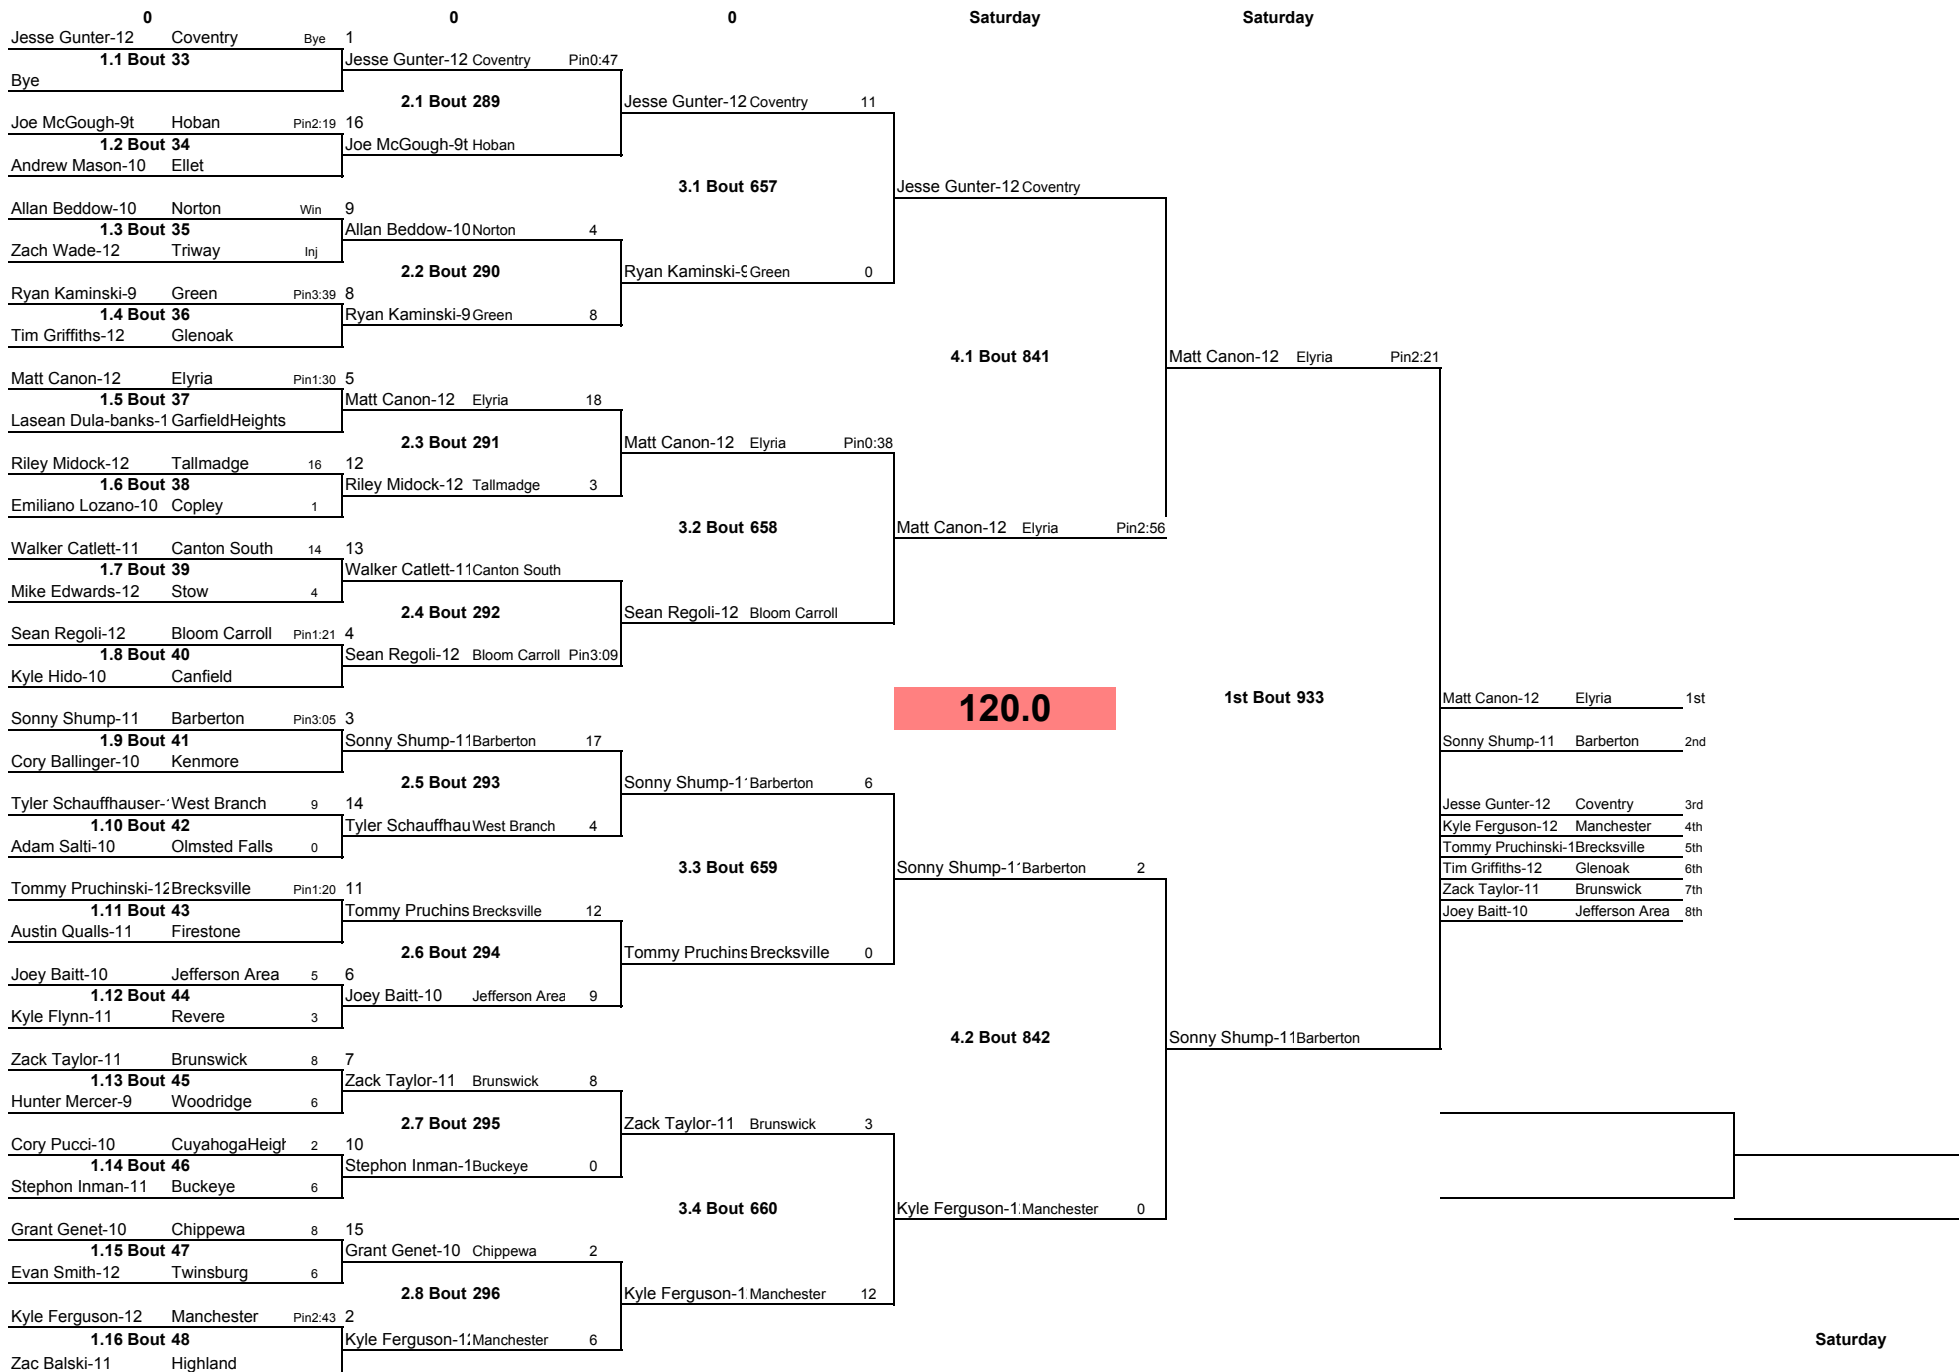 0 0 0 Saturday Saturday
Jesse Gunter-12 Coventry Bye 1
1.1 Bout 33
Bye
Joe McGough-9t Hoban Pin2:19 16
1.2 Bout 34
Andrew Mason-10 Ellet
Allan Beddow-10 Norton Win 9
1.3 Bout 35
Zach Wade-12 Triway Inj
Ryan Kaminski-9 Green Pin3:39 8
1.4 Bout 36
Tim Griffiths-12 Glenoak
Matt Canon-12 Elyria Pin1:30 5
1.5 Bout 37
Lasean Dula-banks-1 GarfieldHeights
Riley Midock-12 Tallmadge 16 12
1.6 Bout 38
Emiliano Lozano-10 Copley 1
Walker Catlett-11 Canton South 14 13
1.7 Bout 39
Mike Edwards-12 Stow 4
Sean Regoli-12 Bloom Carroll Pin1:21 4
1.8 Bout 40
Kyle Hido-10 Canfield
Sonny Shump-11 Barberton Pin3:05 3
1.9 Bout 41
Cory Ballinger-10 Kenmore
Tyler Schauffhauser- West Branch 9 14
1.10 Bout 42
Adam Salti-10 Olmsted Falls 0
Tommy Pruchinski-12 Brecksville Pin1:20 11
1.11 Bout 43
Austin Qualls-11 Firestone
Joey Baitt-10 Jefferson Area 5 6
1.12 Bout 44
Kyle Flynn-11 Revere 3
Zack Taylor-11 Brunswick 8 7
1.13 Bout 45
Hunter Mercer-9 Woodridge 6
Cory Pucci-10 CuyahogaHeigh 2 10
1.14 Bout 46
Stephon Inman-11 Buckeye 6
Grant Genet-10 Chippewa 8 15
1.15 Bout 47
Evan Smith-12 Twinsburg 6
Kyle Ferguson-12 Manchester Pin2:43 2
1.16 Bout 48
Zac Balski-11 Highland
Jesse Gunter-12 Coventry Pin0:47
2.1 Bout 289
Joe McGough-9t Hoban
Allan Beddow-10 Norton 4
2.2 Bout 290
Ryan Kaminski-9 Green 8
Matt Canon-12 Elyria 18
2.3 Bout 291
Riley Midock-12 Tallmadge 3
Walker Catlett-11 Canton South
2.4 Bout 292
Sean Regoli-12 Bloom Carroll Pin3:09
Sonny Shump-11 Barberton 17
2.5 Bout 293
Tyler Schauffhau West Branch 4
Tommy Pruchins Brecksville 12
2.6 Bout 294
Joey Baitt-10 Jefferson Area 9
Zack Taylor-11 Brunswick 8
2.7 Bout 295
Stephon Inman-1 Buckeye 0
Grant Genet-10 Chippewa 2
2.8 Bout 296
Kyle Ferguson-1 Manchester 6
Jesse Gunter-12 Coventry 11
3.1 Bout 657
Ryan Kaminski-9 Green 0
Matt Canon-12 Elyria Pin0:38
3.2 Bout 658
Sean Regoli-12 Bloom Carroll
Sonny Shump-1 Barberton 6
3.3 Bout 659
Tommy Pruchins Brecksville 0
Zack Taylor-11 Brunswick 3
3.4 Bout 660
Kyle Ferguson-1 Manchester 12
Jesse Gunter-12 Coventry
4.1 Bout 841
Matt Canon-12 Elyria Pin2:56
120.0
Sonny Shump-1 Barberton 2
4.2 Bout 842
Kyle Ferguson-1 Manchester 0
Matt Canon-12 Elyria Pin2:21
1st Bout 933
Sonny Shump-11 Barberton
Matt Canon-12 Elyria 1st
Sonny Shump-11 Barberton 2nd
Jesse Gunter-12 Coventry 3rd
Kyle Ferguson-12 Manchester 4th
Tommy Pruchinski-1 Brecksville 5th
Tim Griffiths-12 Glenoak 6th
Zack Taylor-11 Brunswick 7th
Joey Baitt-10 Jefferson Area 8th
Saturday